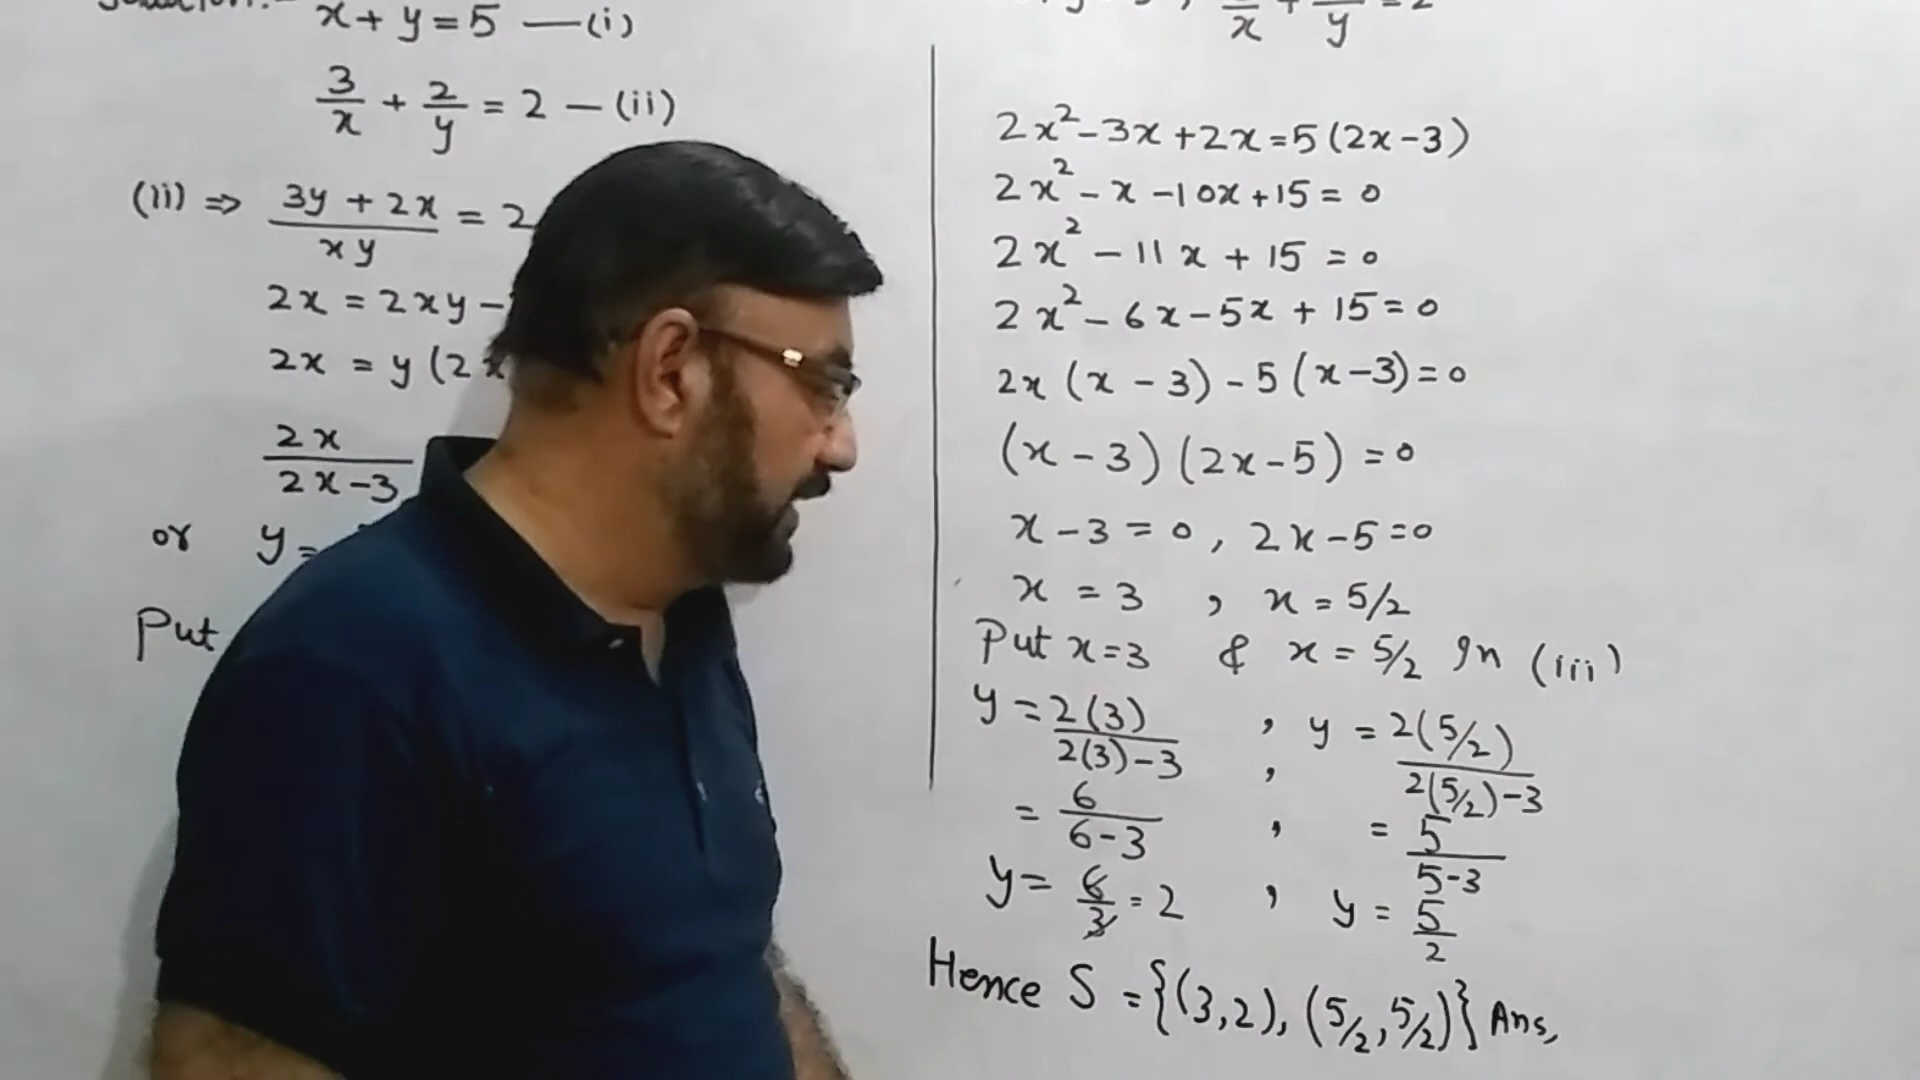 x + y = 5 — (i)
3/x + 2/y = 2 — (ii)
(ii) ⇒ (3y + 2x)/(xy) = 2
2x = 2xy –
2x = y (2x
2x/(2x-3)
or y =
Put
2x² - 3x + 2x = 5(2x - 3)
2x² - x - 10x + 15 = 0
2x² - 11x + 15 = 0
2x² - 6x - 5x + 15 = 0
2x (x - 3) - 5 (x - 3) = 0
(x - 3) (2x - 5) = 0
x - 3 = 0 , 2x - 5 = 0
x = 3 , x = 5/2
Put x = 3 & x = 5/2 In (iii)
y = 2(3)/(2(3) - 3) , y = 2(5/2)/(2(5/2) - 3)
= 6/(6 - 3) , = 5/(5 - 3)
y = 6/3 = 2 , y = 5/2
Hence S = {(3,2), (5/2, 5/2)} Ans,